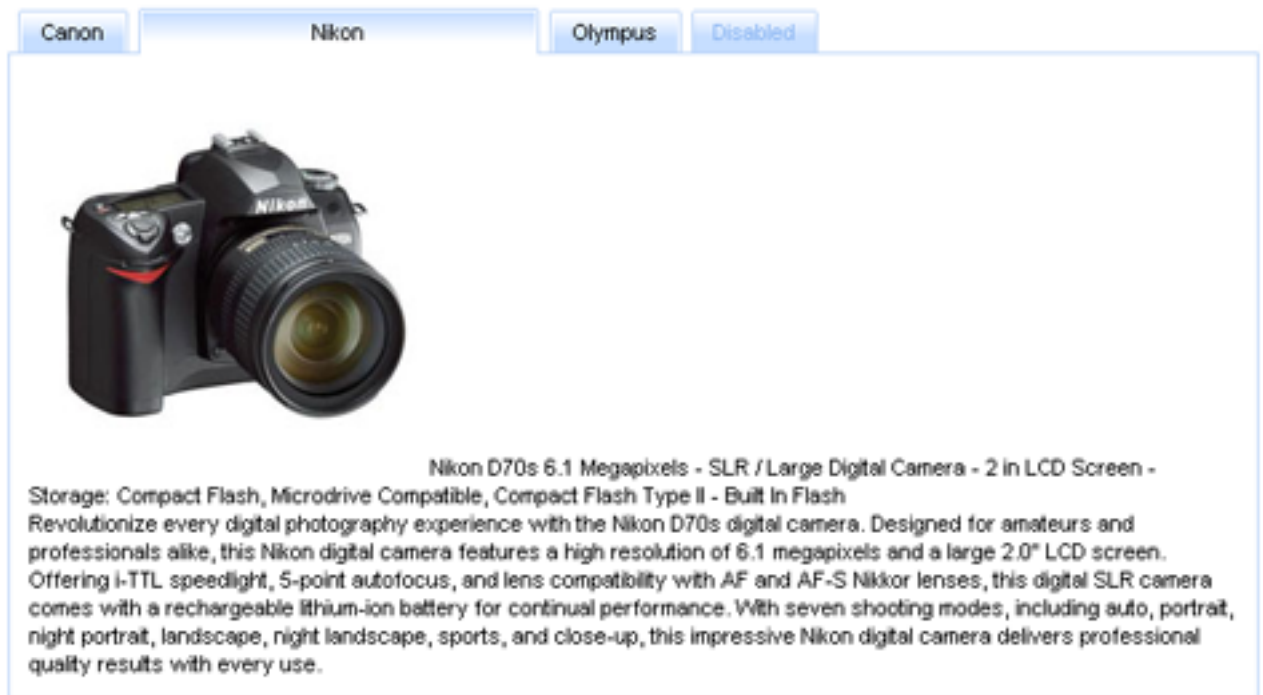 Canon
Nikon
Olympus
Disabled
Nikon
Nikon D70s 6.1 Megapixels - SLR / Large Digital Camera - 2 in LCD Screen -
Storage: Compact Flash, Microdrive Compatible, Compact Flash Type II - Built In Flash
Revolutionize every digital photography experience with the Nikon D70s digital camera. Designed for amateurs and
professionals alike, this Nikon digital camera features a high resolution of 6.1 megapixels and a large 2.0" LCD screen.
Offering i-TTL speedlight, 5-point autofocus, and lens compatibility with AF and AF-S Nikkor lenses, this digital SLR camera
comes with a rechargeable lithium-ion battery for continual performance. With seven shooting modes, including auto, portrait,
night portrait, landscape, night landscape, sports, and close-up, this impressive Nikon digital camera delivers professional
quality results with every use.